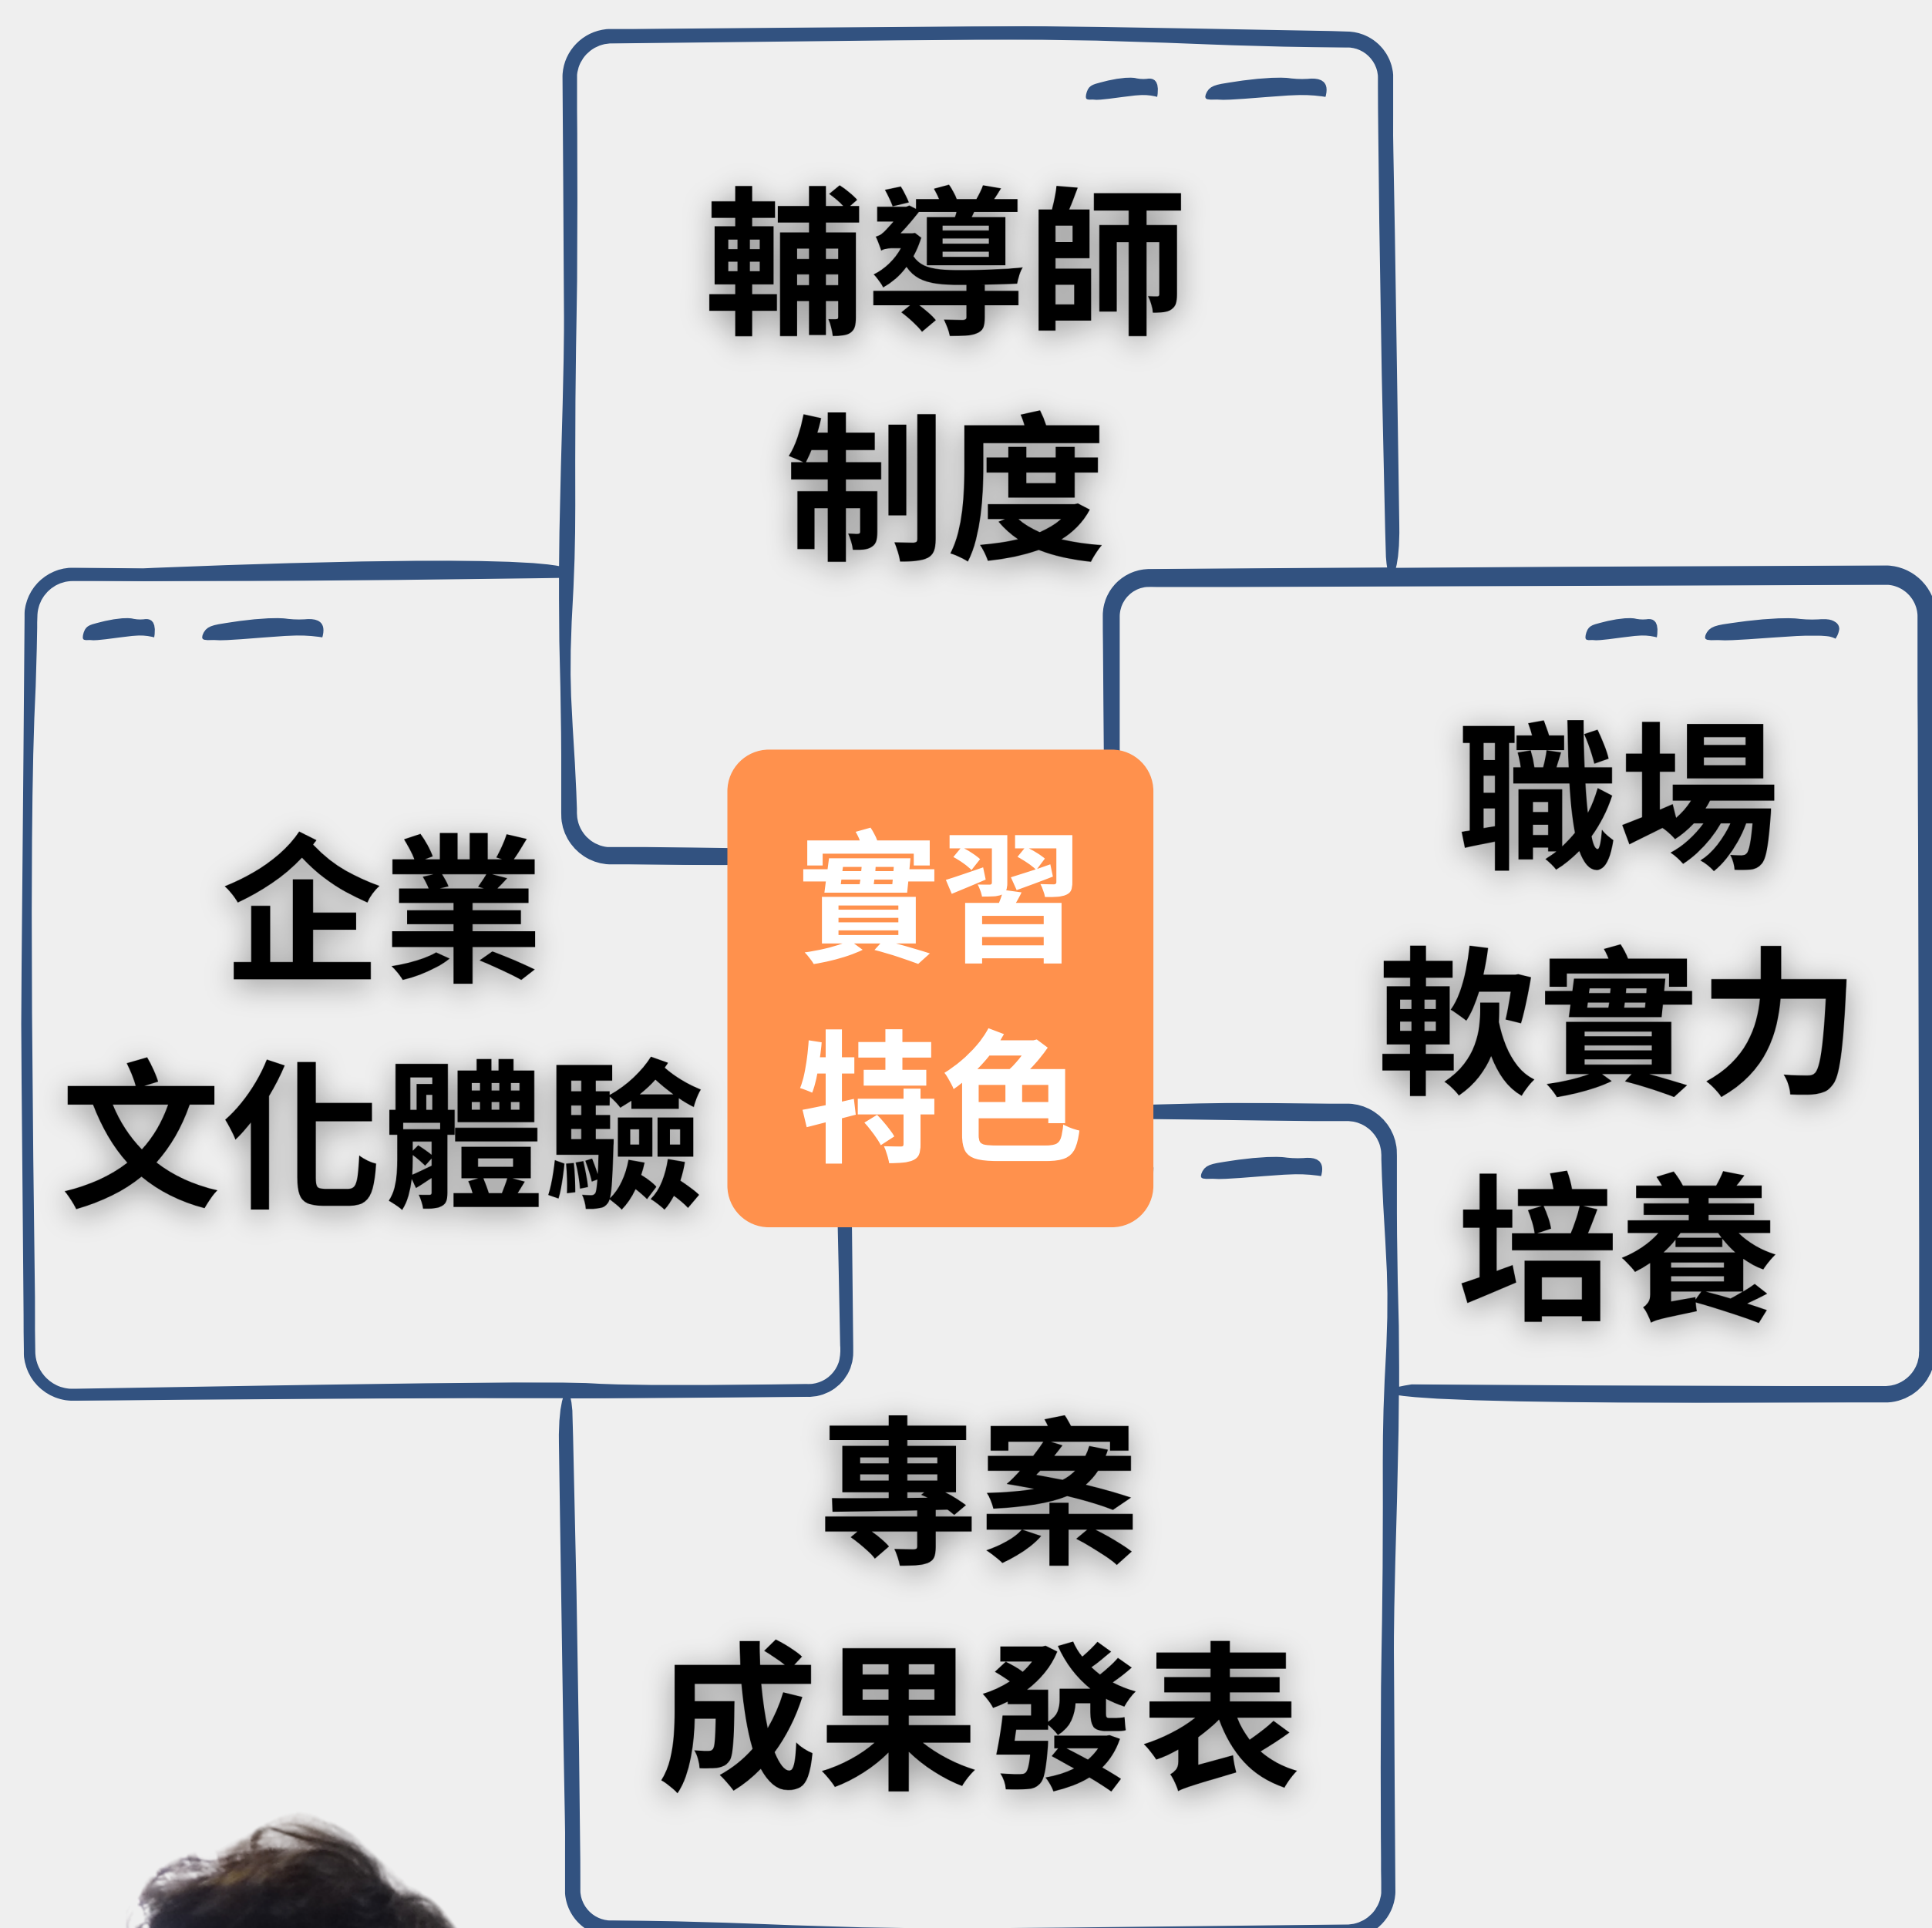 輔導師
制度
企業
文化體驗
實習
特色
職場
軟實力
培養
專案
成果發表